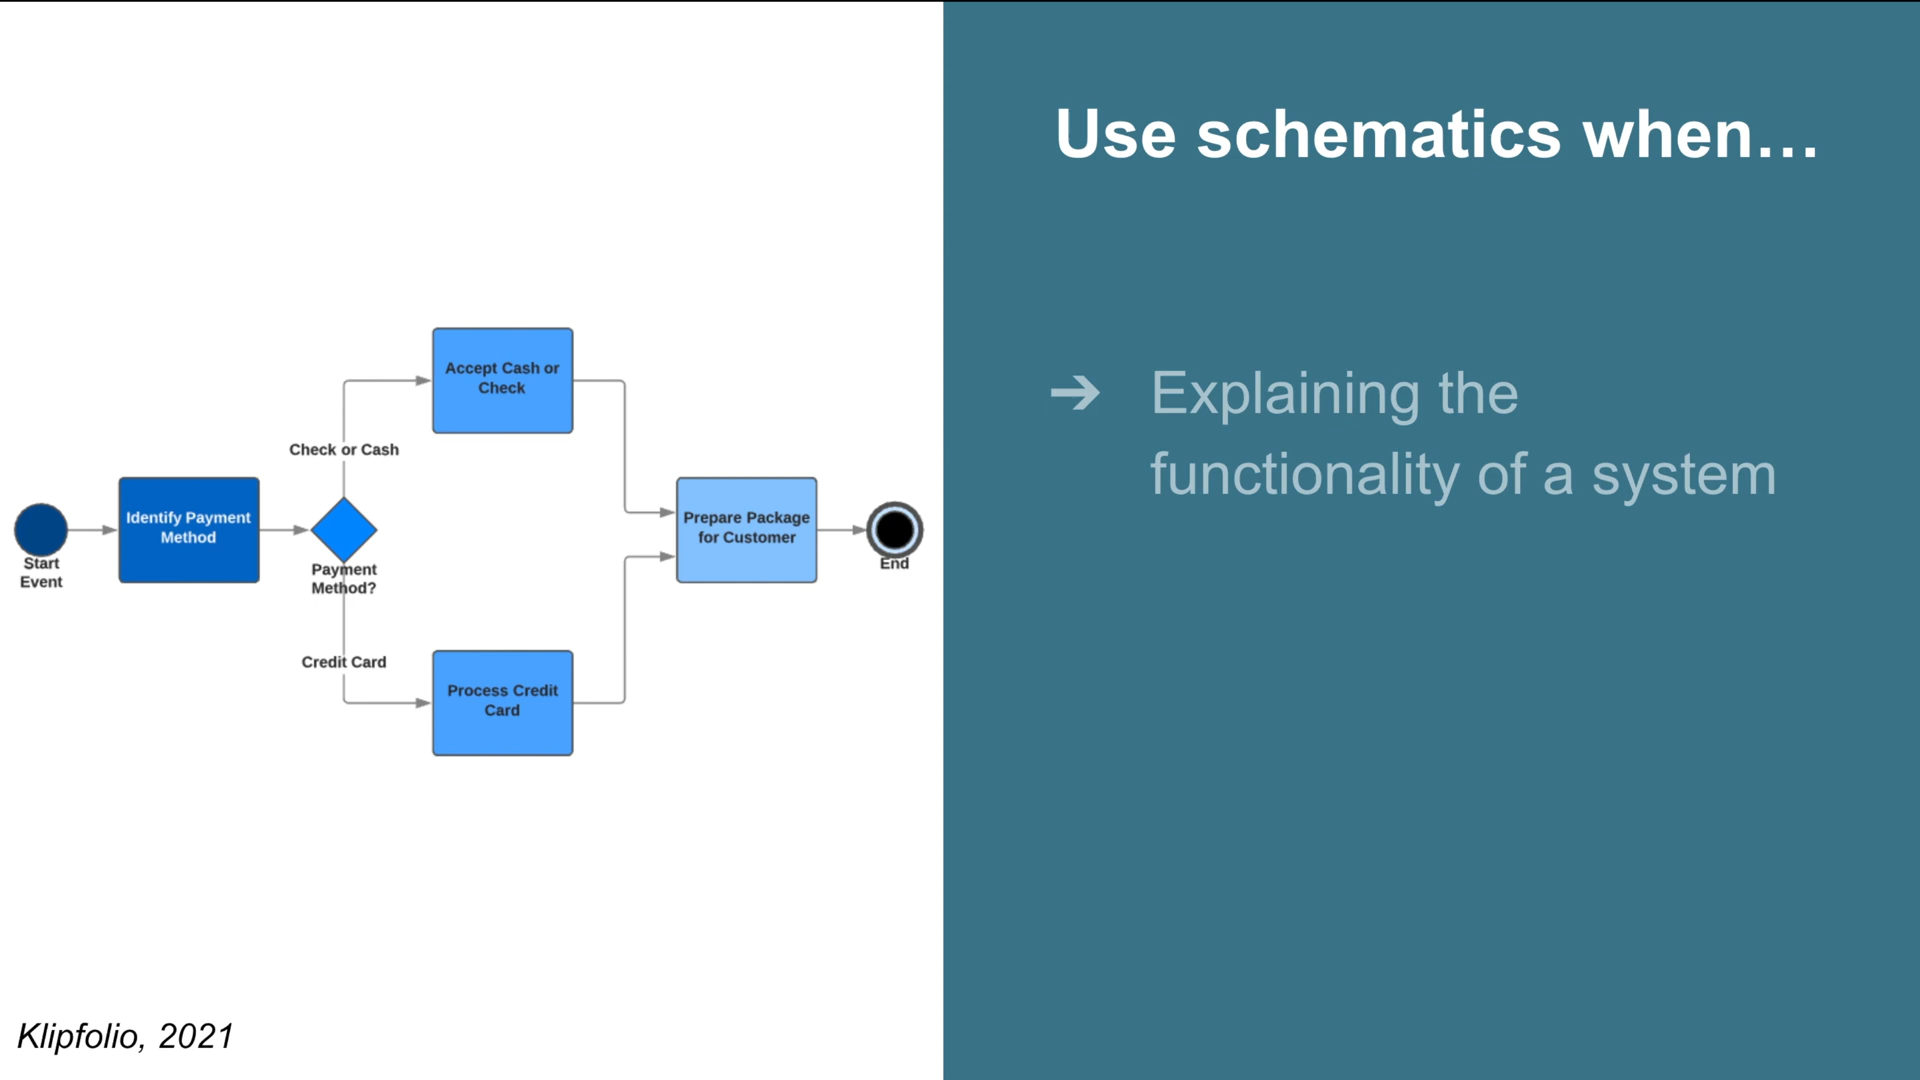 Use schematics when…
➔ Explaining the
functionality of a system
Accept Cash or
Check
Check or Cash
Identify Payment
Method
Start
Event
Payment
Method?
Prepare Package
for Customer
End
Credit Card
Process Credit
Card
Klipfolio, 2021